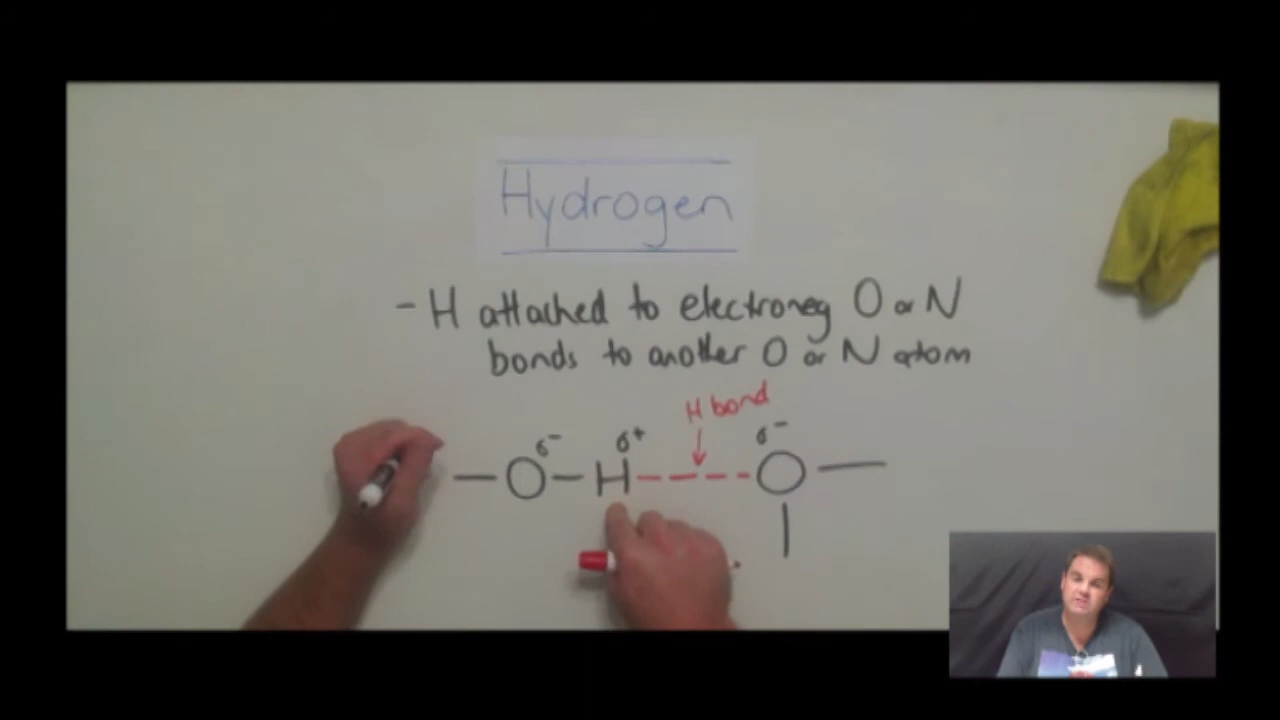 Hydrogen
- H attached to electroneg O or N
bonds to another O or N atom
H bond
σ⁻ σ⁺ σ⁻
— O — H - - - - O —